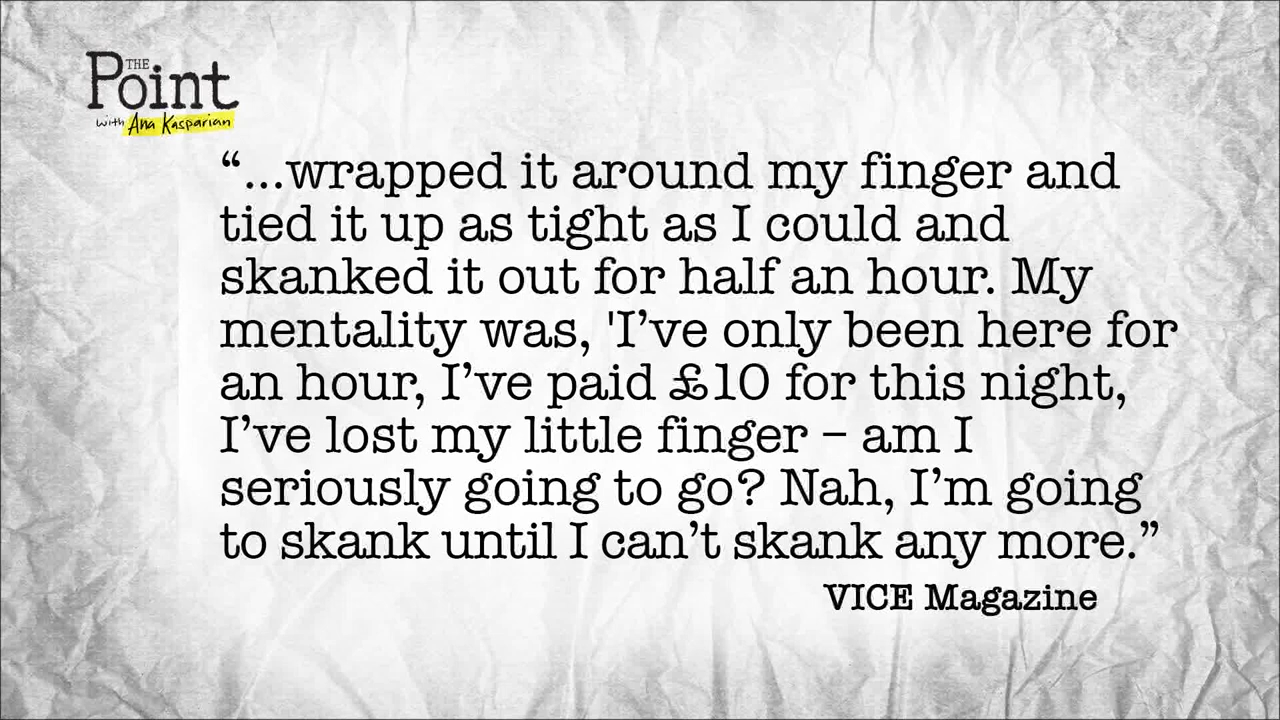 THE
Point
with Ana Kasparian
“...wrapped it around my finger and
tied it up as tight as I could and
skanked it out for half an hour. My
mentality was, 'I’ve only been here for
an hour, I’ve paid £10 for this night,
I’ve lost my little finger – am I
seriously going to go? Nah, I’m going
to skank until I can’t skank any more.”
VICE Magazine